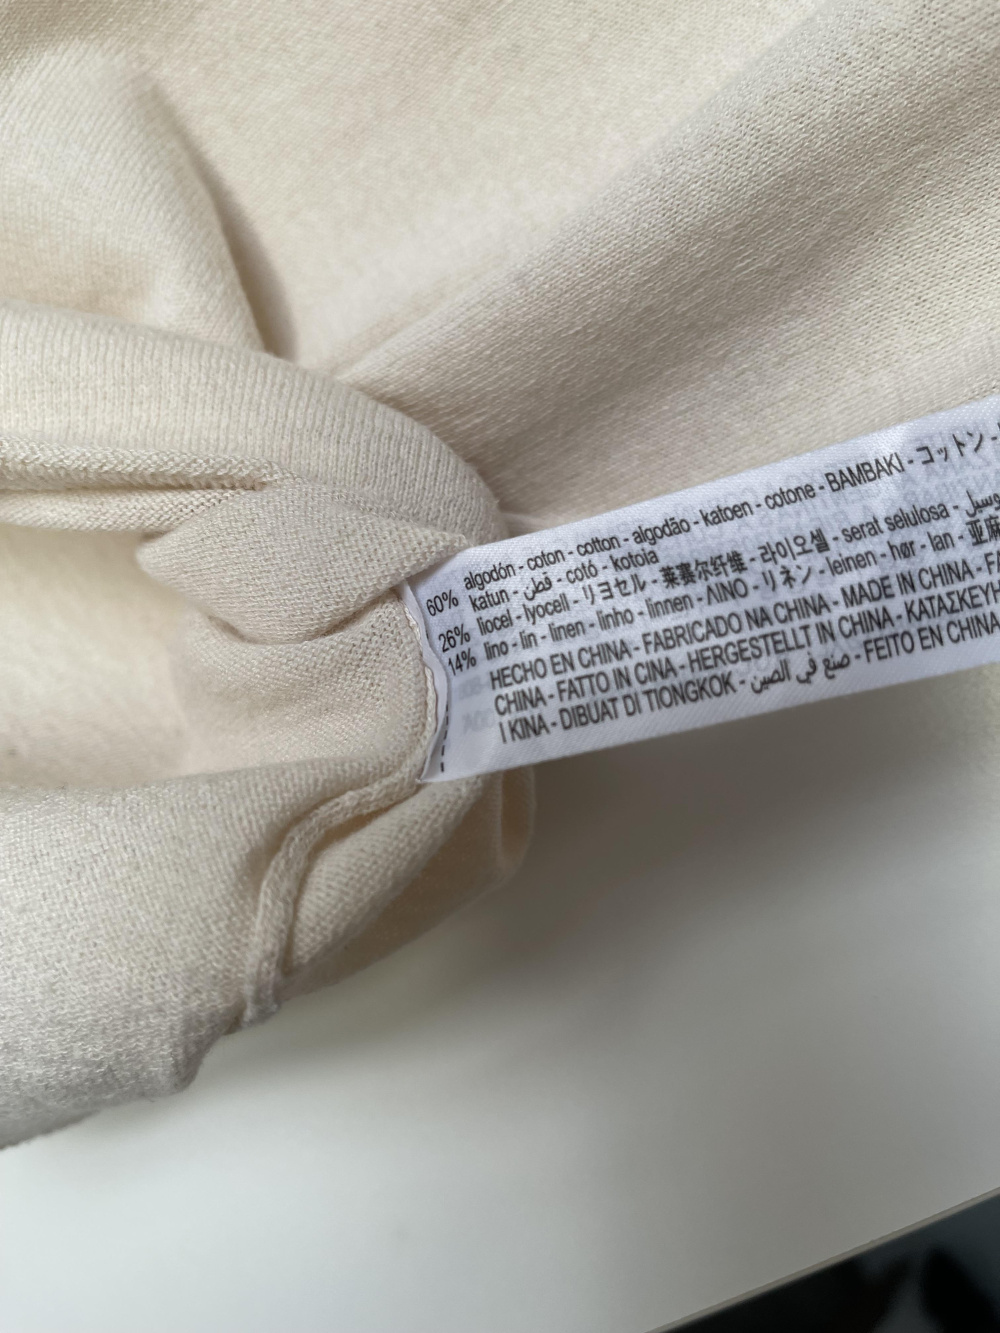 60% algodón - coton - cotton - algodão - katoen - cotone - BAMBAKI - コットン -
katun - قطن - cotó - kotoia
26% liocel - lyocell - リヨセル - 莱赛尔纤维 - 라이오셀 - serat selulosa -
14% lino - lin - linen - linho - linnen - ΛΙΝΟ - リネン - leinen - hør - lan - 亚麻
HECHO EN CHINA - FABRICADO NA CHINA - MADE IN CHINA -
CHINA - FATTO IN CINA - HERGESTELLT IN CHINA -
I KINA - DIBUAT DI TIONGKOK - صنع في الصين - FEITO EN CHINA